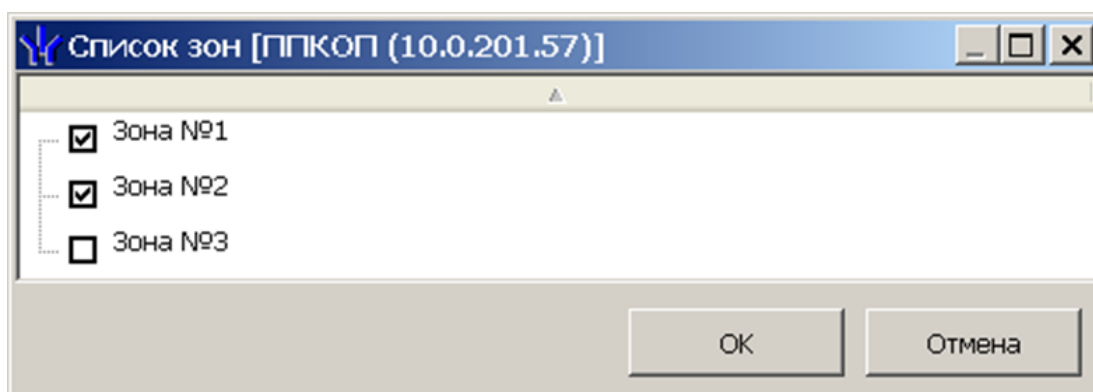 Список зон [ППКОП (10.0.201.57)]
Зона №1
Зона №2
Зона №3
OK
Отмена